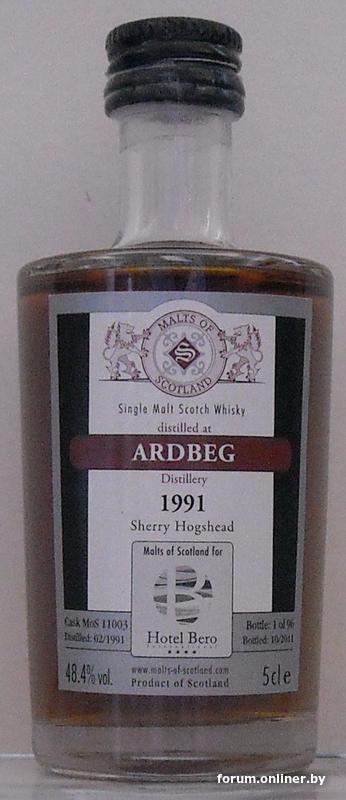 MALTS OF
S
SCOTLAND
Single Malt Scotch Whisky
distilled at
ARDBEG
Distillery
1991
Sherry Hogshead
Malts of Scotland for
Hotel Bero
Cask MoS 11003
Distilled: 02/1991
Bottle: 1 of 96
Bottled: 10/2011
48.4% vol.
www.malts-of-scotland.com
Product of Scotland
5cl e
forum.onliner.by